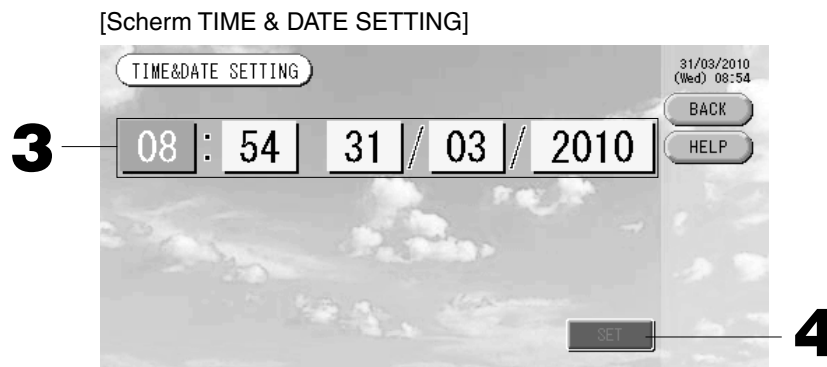 [Scherm TIME & DATE SETTING]
TIME&DATE SETTING
31/03/2010
(Wed) 08:54
BACK
3
08 : 54 31 / 03 / 2010
HELP
SET
4